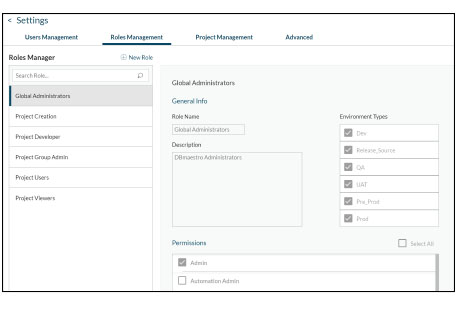 < Settings
Users Management Roles Management Project Management Advanced
Roles Manager + New Role
Search Role...
Global Administrators
Project Creation
Project Developer
Project Group Admin
Project Users
Project Viewers
Global Administrators
General Info
Role Name
Global Administrators
Description
DBmaestro Administrators
Environment Types
Dev
Release_Source
QA
UAT
Pre_Prod
Prod
Permissions Select All
Admin
Automation Admin